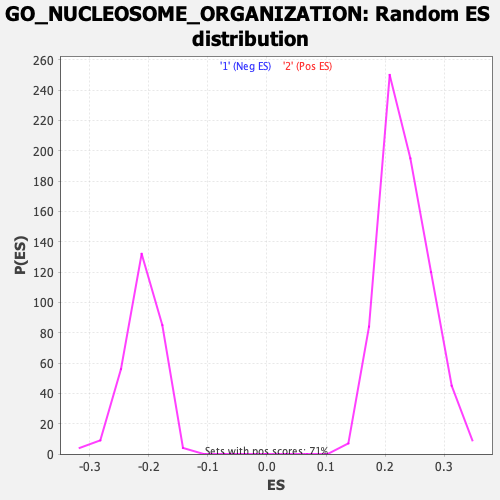 GO_NUCLEOSOME_ORGANIZATION: Random ES
distribution
'1' (Neg ES) '2' (Pos ES)
260
240
220
200
180
160
140
120
100
80
60
40
20
0
P(ES)
Sets with pos scores: 71%
-0.3 -0.2 -0.1 0.0 0.1 0.2 0.3
ES